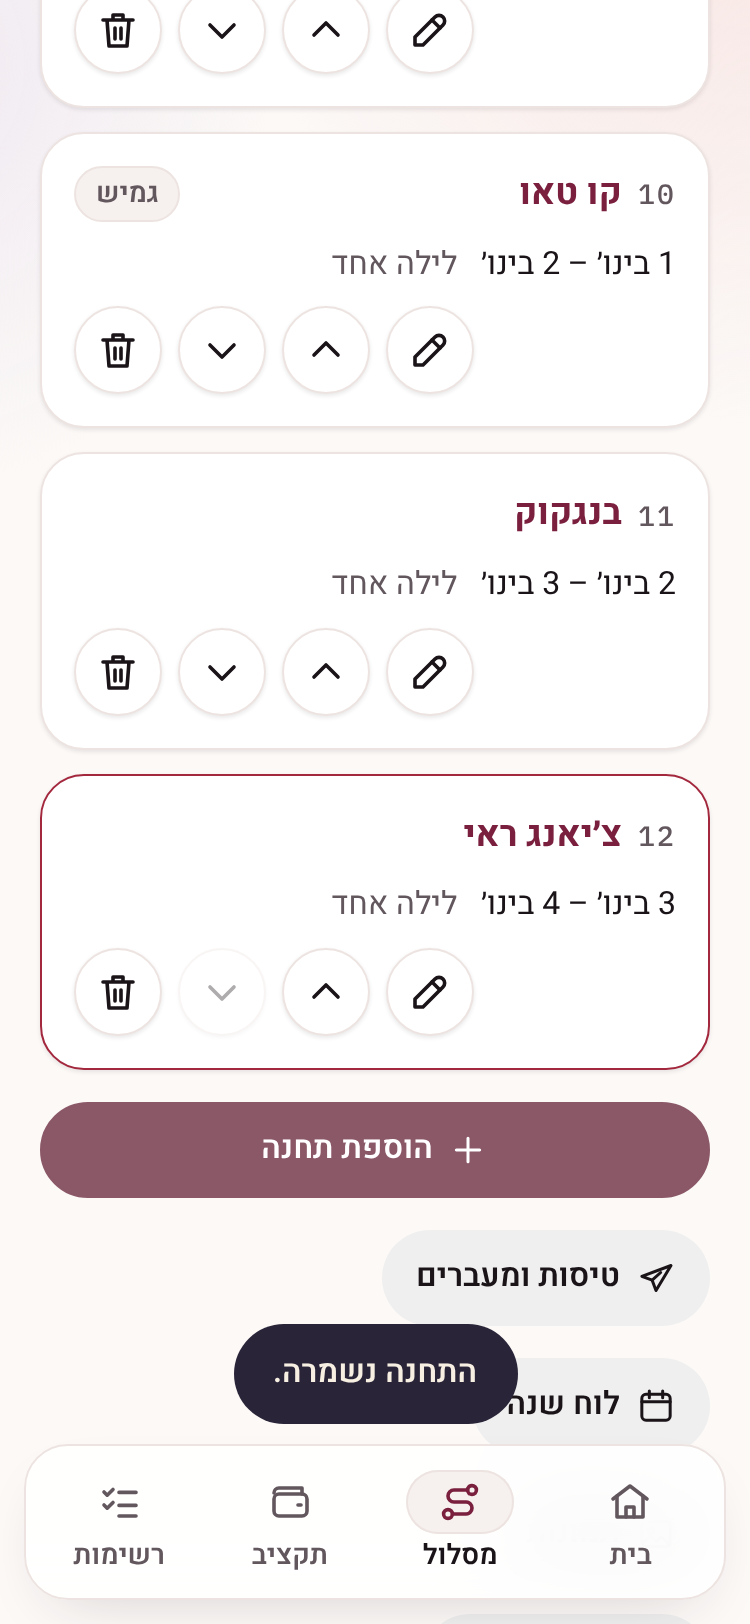 10 קו טאו
גמיש
1 בינו׳ – 2 בינו׳ לילה אחד
11 בנגקוק
2 בינו׳ – 3 בינו׳ לילה אחד
12 צ׳יאנג ראי
3 בינו׳ – 4 בינו׳ לילה אחד
הוספת תחנה
טיסות ומעברים
התחנה נשמרה.
לוח שנה
בית
מסלול
תקציב
רשימות